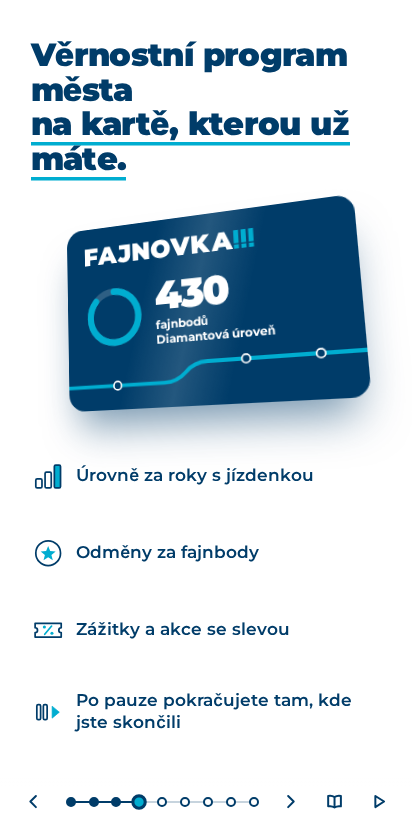 Věrnostní program
města
na kartě, kterou už
máte.
FAJNOVKA!!!
430
fajnbodů
Diamantová úroveň
Úrovně za roky s jízdenkou
Odměny za fajnbody
Zážitky a akce se slevou
Po pauze pokračujete tam, kde
jste skončili